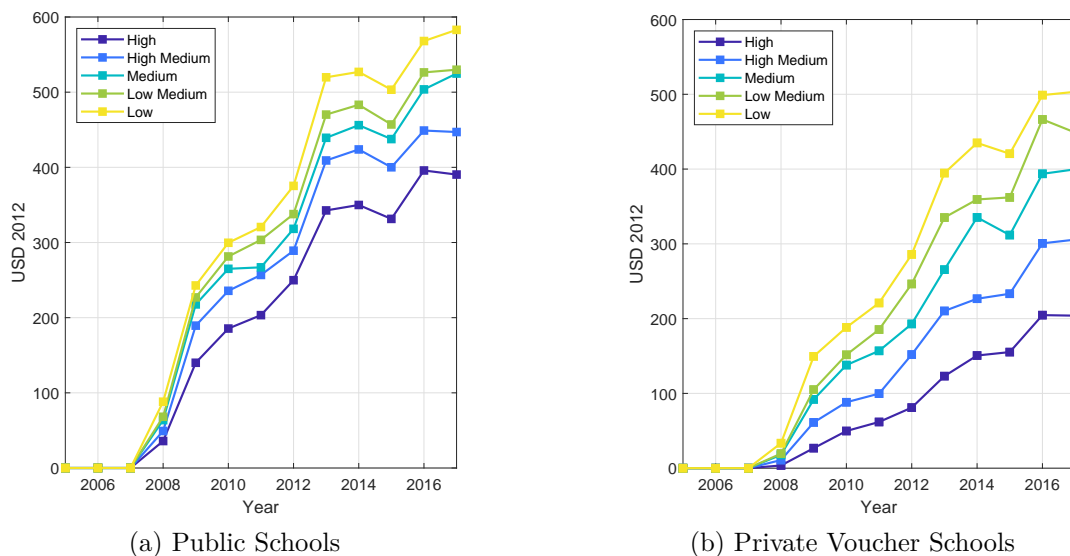 600
500
400
300
200
100
0
USD 2012
High
High Medium
Medium
Low Medium
Low
2006 2008 2010 2012 2014 2016
Year
(a) Public Schools
600
500
400
300
200
100
0
USD 2012
High
High Medium
Medium
Low Medium
Low
2006 2008 2010 2012 2014 2016
Year
(b) Private Voucher Schools